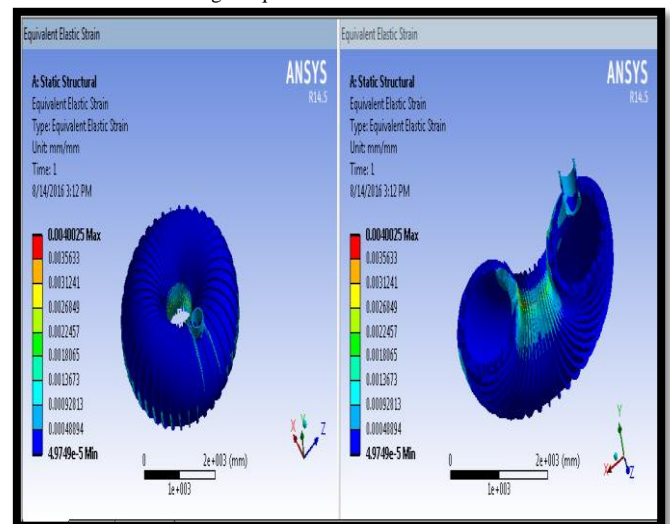 Equivalent Elastic Strain
A: Static Structural
Equivalent Elastic Strain
Type: Equivalent Elastic Strain
Unit: mm/mm
Time: 1
8/14/2016 3:12 PM
ANSYS
R14.5
0.0040025 Max
0.0035633
0.0031241
0.0026849
0.0022457
0.0018065
0.0013673
0.00092813
0.00048894
4.9749e-5 Min
X
Y
Z
0
2e+003 (mm)
1e+003
Equivalent Elastic Strain
A: Static Structural
Equivalent Elastic Strain
Type: Equivalent Elastic Strain
Unit: mm/mm
Time: 1
8/14/2016 3:12 PM
ANSYS
R14.5
0.0040025 Max
0.0035633
0.0031241
0.0026849
0.0022457
0.0018065
0.0013673
0.00092813
0.00048894
4.9749e-5 Min
Y
X
Z
0
2e+003 (mm)
1e+003